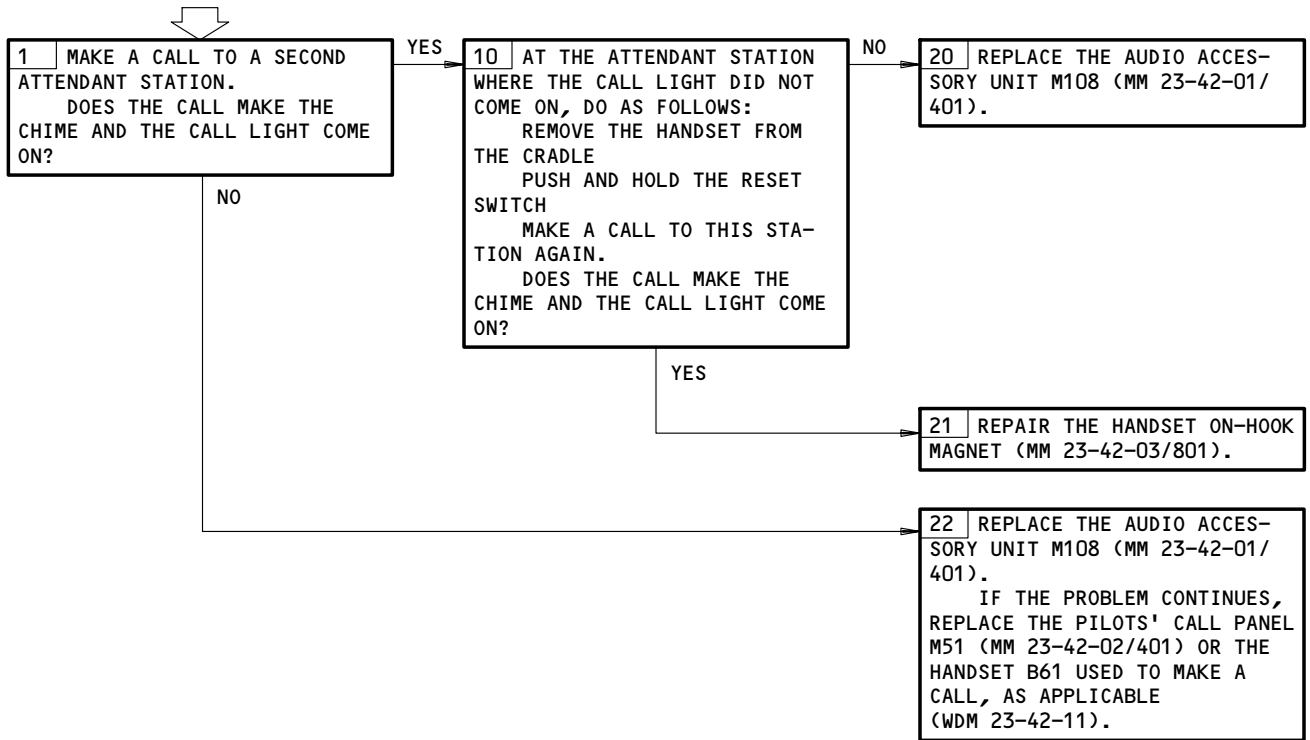 1 MAKE A CALL TO A SECOND
ATTENDANT STATION.
DOES THE CALL MAKE THE
CHIME AND THE CALL LIGHT COME
ON?
YES
NO
10 AT THE ATTENDANT STATION
WHERE THE CALL LIGHT DID NOT
COME ON, DO AS FOLLOWS:
REMOVE THE HANDSET FROM
THE CRADLE
PUSH AND HOLD THE RESET
SWITCH
MAKE A CALL TO THIS STA-
TION AGAIN.
DOES THE CALL MAKE THE
CHIME AND THE CALL LIGHT COME
ON?
NO
YES
20 REPLACE THE AUDIO ACCES-
SORY UNIT M108 (MM 23-42-01/
401).
21 REPAIR THE HANDSET ON-HOOK
MAGNET (MM 23-42-03/801).
22 REPLACE THE AUDIO ACCES-
SORY UNIT M108 (MM 23-42-01/
401).
IF THE PROBLEM CONTINUES,
REPLACE THE PILOTS' CALL PANEL
M51 (MM 23-42-02/401) OR THE
HANDSET B61 USED TO MAKE A
CALL, AS APPLICABLE
(WDM 23-42-11).